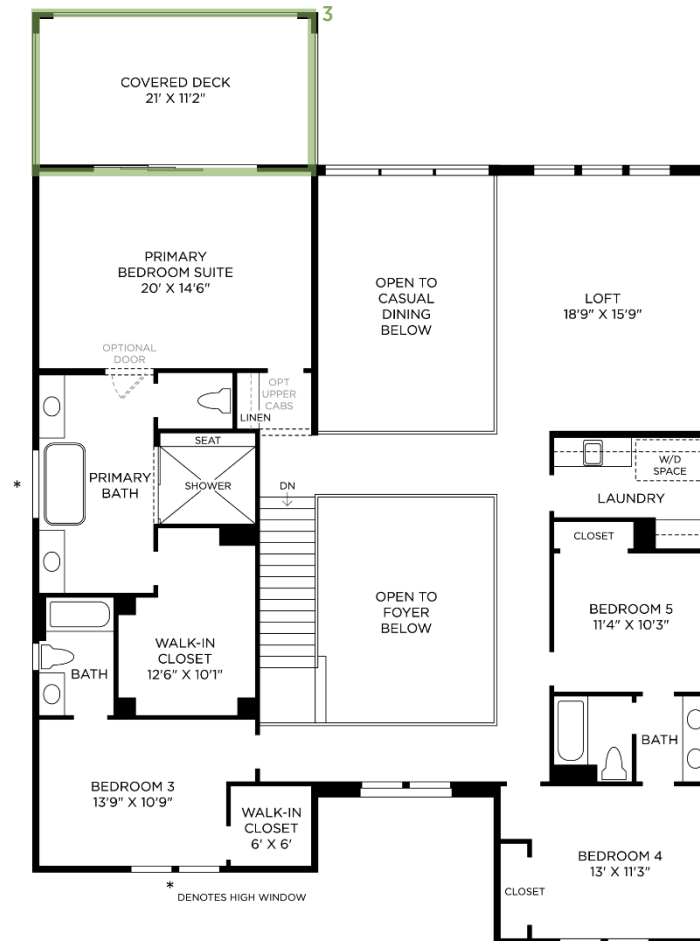 3
COVERED DECK
21' X 11'2"
PRIMARY
BEDROOM SUITE
20' X 14'6"
OPEN TO
CASUAL
DINING
BELOW
LOFT
18'9" X 15'9"
OPTIONAL
DOOR
OPT
UPPER
CABS
LINEN
SEAT
SHOWER
PRIMARY
BATH
*
DN
W/D
SPACE
LAUNDRY
CLOSET
OPEN TO
FOYER
BELOW
BEDROOM 5
11'4" X 10'3"
WALK-IN
CLOSET
12'6" X 10'1"
BATH
BATH
BEDROOM 3
13'9" X 10'9"
WALK-IN
CLOSET
6' X 6'
BEDROOM 4
13' X 11'3"
CLOSET
* DENOTES HIGH WINDOW